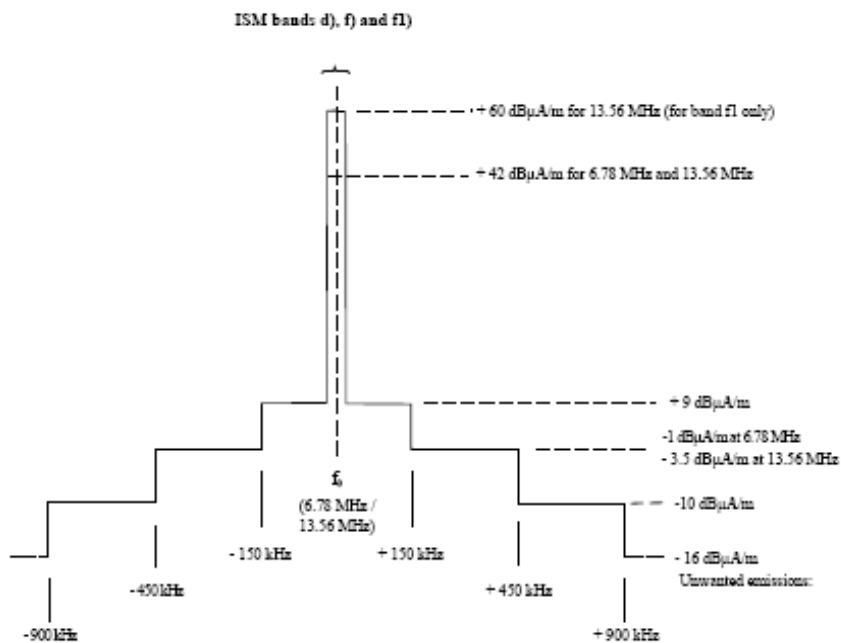 ISM bands d), f) and f1)
+ 60 dBµA/m for 13.56 MHz (for band f1 only)
+ 42 dBµA/m for 6.78 MHz and 13.56 MHz
+ 9 dBµA/m
-1 dBµA/m at 6.78 MHz
- 3.5 dBµA/m at 13.56 MHz
f₀
(6.78 MHz /
13.56 MHz)
-10 dBµA/m
- 150 kHz
+ 150 kHz
- 16 dBµA/m
Unwanted emissions:
- 450 kHz
+ 450 kHz
-900 kHz
+ 900 kHz